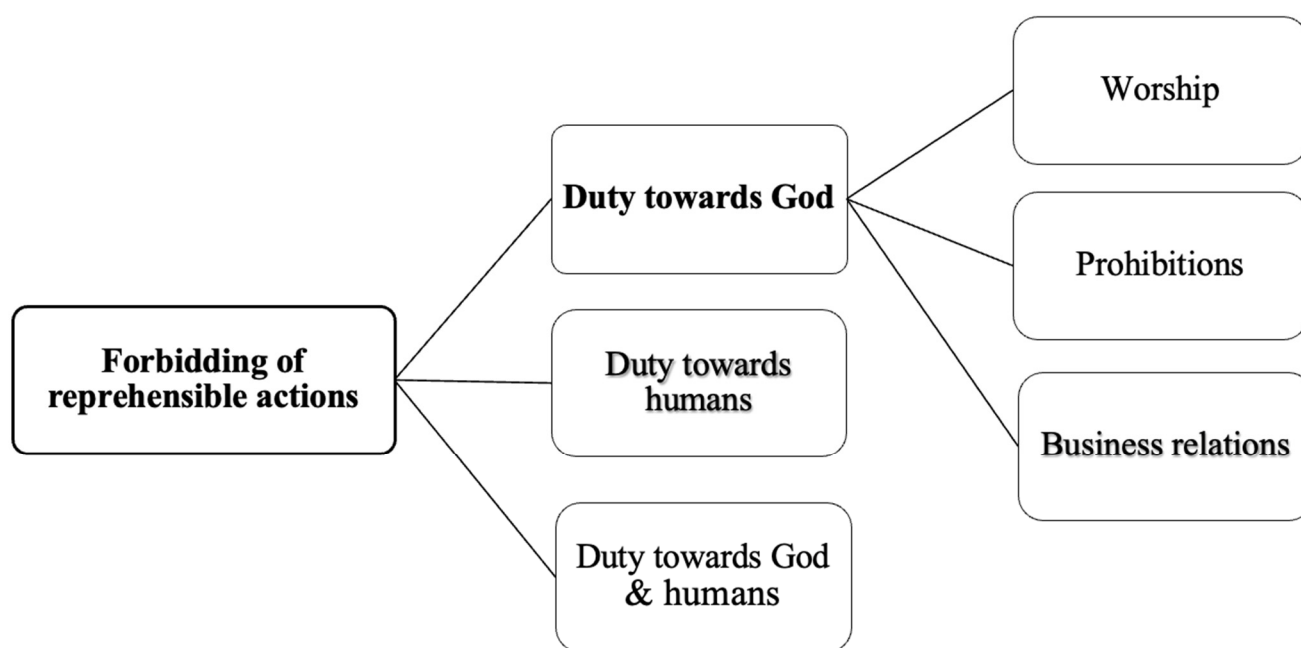 Forbidding of
reprehensible actions
Duty towards God
Duty towards
humans
Duty towards God
& humans
Worship
Prohibitions
Business relations